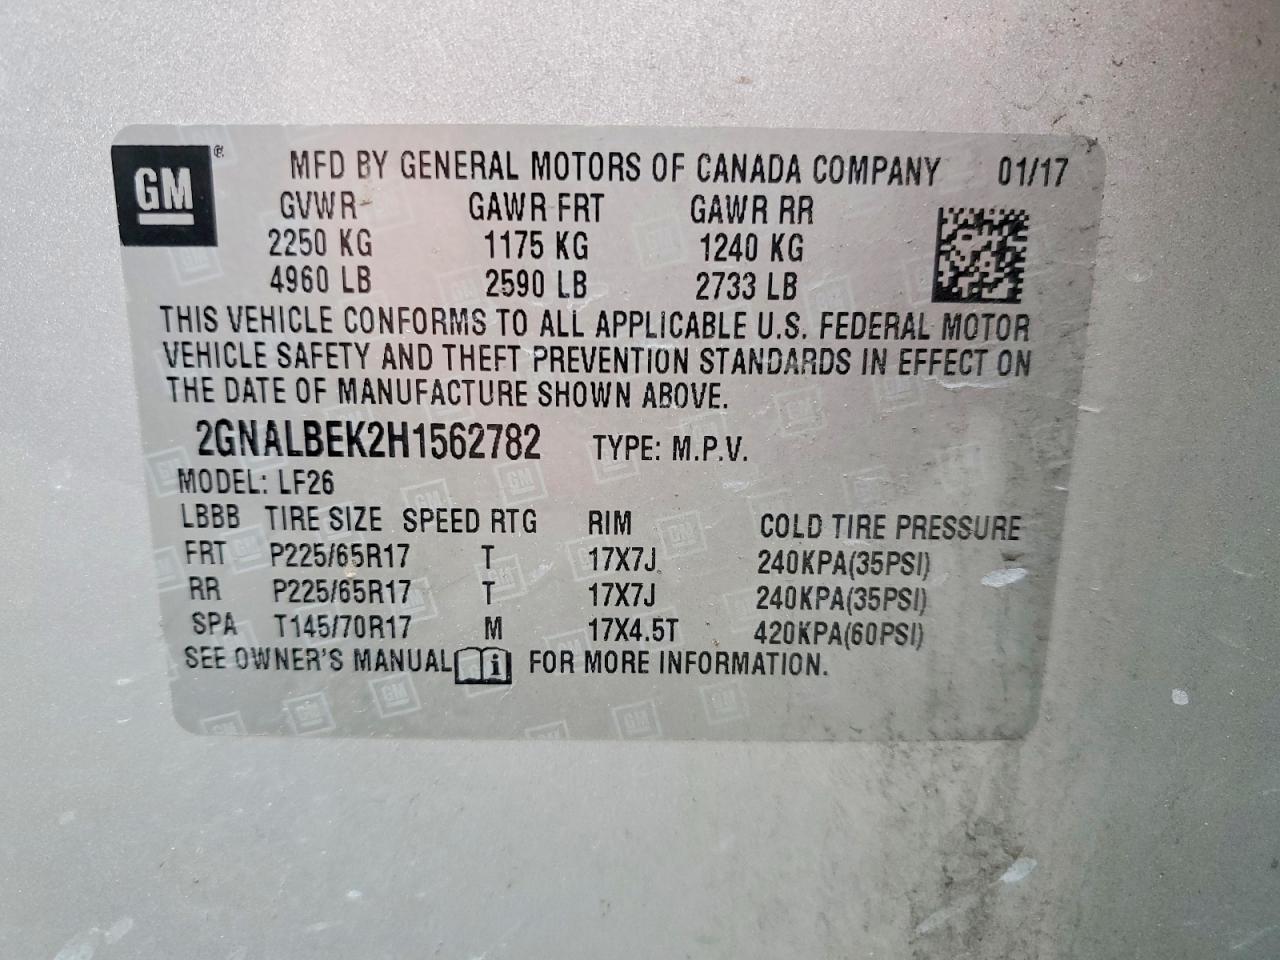 GM ® MFD BY GENERAL MOTORS OF CANADA COMPANY 01/17
GVWR GAWR FRT GAWR RR
2250 KG 1175 KG 1240 KG
4960 LB 2590 LB 2733 LB
THIS VEHICLE CONFORMS TO ALL APPLICABLE U.S. FEDERAL MOTOR
VEHICLE SAFETY AND THEFT PREVENTION STANDARDS IN EFFECT ON
THE DATE OF MANUFACTURE SHOWN ABOVE.
2GNALBEK2H1562782 TYPE: M.P.V.
MODEL: LF26
LBBB TIRE SIZE SPEED RTG RIM COLD TIRE PRESSURE
FRT P225/65R17 T 17X7J 240KPA(35PSI)
RR P225/65R17 T 17X7J 240KPA(35PSI)
SPA T145/70R17 M 17X4.5T 420KPA(60PSI)
SEE OWNER'S MANUAL i FOR MORE INFORMATION.